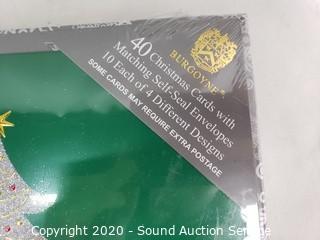 BURGOYNE
40 Christmas Cards with
Matching Self-Seal Envelopes
10 Each of 4 Different Designs
SOME CARDS MAY REQUIRE EXTRA POSTAGE
Copyright 2020 - Sound Auction Service